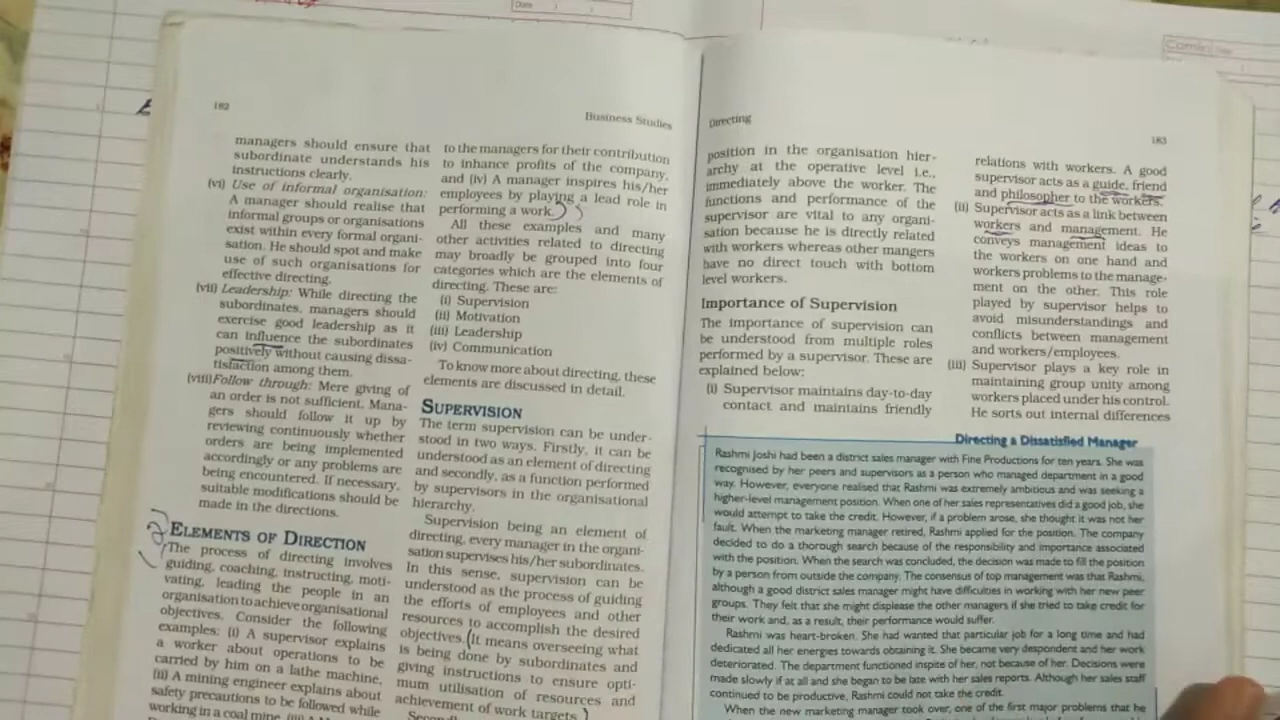 Date
182
Business Studies
managers should ensure that
subordinate understands his
instructions clearly.
(vi) Use of informal organisation:
A manager should realise that
informal groups or organisations
exist within every formal organi-
sation. He should spot and make
use of such organisations for
effective directing.
(vii) Leadership: While directing the
subordinates, managers should
exercise good leadership as it
can influence the subordinates
positively without causing dissa-
tisfaction among them.
(viii) Follow through: Mere giving of
an order is not sufficient. Mana-
gers should follow it up by
reviewing continuously whether
orders are being implemented
accordingly or any problems are
being encountered. If necessary,
suitable modifications should be
made in the directions.
ELEMENTS OF DIRECTION
The process of directing involves
guiding, coaching, instructing, moti-
vating, leading the people in an
organisation to achieve organisational
objectives. Consider the following
examples: (i) A supervisor explains
a worker about operations to be
carried by him on a lathe machine,
(ii) A mining engineer explains about
safety precautions to be followed while
working in a coal mine,
to the managers for their contribution
to inhance profits of the company,
and (iv) A manager inspires his/her
employees by playing a lead role in
performing a work.
All these examples and many
other activities related to directing
may broadly be grouped into four
categories which are the elements of
directing. These are:
(i) Supervision
(ii) Motivation
(iii) Leadership
(iv) Communication
To know more about directing, these
elements are discussed in detail.
SUPERVISION
The term supervision can be under-
stood in two ways. Firstly, it can be
understood as an element of directing
and secondly, as a function performed
by supervisors in the organisational
hierarchy.
Supervision being an element of
directing, every manager in the organi-
sation supervises his/her subordinates.
In this sense, supervision can be
understood as the process of guiding
the efforts of employees and other
resources to accomplish the desired
objectives. It means overseeing what
is being done by subordinates and
giving instructions to ensure opti-
mum utilisation of resources and
achievement of work targets.
Directing
183
position in the organisation hier-
archy at the operative level i.e.,
immediately above the worker. The
functions and performance of the
supervisor are vital to any organi-
sation because he is directly related
with workers whereas other mangers
have no direct touch with bottom
level workers.
Importance of Supervision
The importance of supervision can
be understood from multiple roles
performed by a supervisor. These are
explained below:
(i) Supervisor maintains day-to-day
contact and maintains friendly
relations with workers. A good
supervisor acts as a guide, friend
and philosopher to the workers.
(ii) Supervisor acts as a link between
workers and management. He
conveys management ideas to
the workers on one hand and
workers problems to the manage-
ment on the other. This role
played by supervisor helps to
avoid misunderstandings and
conflicts between management
and workers/employees.
(iii) Supervisor plays a key role in
maintaining group unity among
workers placed under his control.
He sorts out internal differences
Directing a Dissatisfied Manager
Rashmi Joshi had been a district sales manager with Fine Productions for ten years. She was
recognised by her peers and supervisors as a person who managed department in a good
way. However, everyone realised that Rashmi was extremely ambitious and was seeking a
higher-level management position. When one of her sales representatives did a good job, she
would attempt to take the credit. However, if a problem arose, she thought it was not her
fault. When the marketing manager retired, Rashmi applied for the position. The company
decided to do a thorough search because of the responsibility and importance associated
with the position. When the search was concluded, the decision was made to fill the position
by a person from outside the company. The consensus of top management was that Rashmi,
although a good district sales manager might have difficulties in working with her new peer
groups. They felt that she might displease the other managers if she tried to take credit for
their work and, as a result, their performance would suffer.
Rashmi was heart-broken. She had wanted that particular job for a long time and had
dedicated all her energies towards obtaining it. She became very despondent and her work
deteriorated. The department functioned inspite of her, not because of her. Decisions were
made slowly if at all and she began to be late with her sales reports. Although her sales staff
continued to be productive, Rashmi could not take the credit.
When the new marketing manager took over, one of the first major problems that he